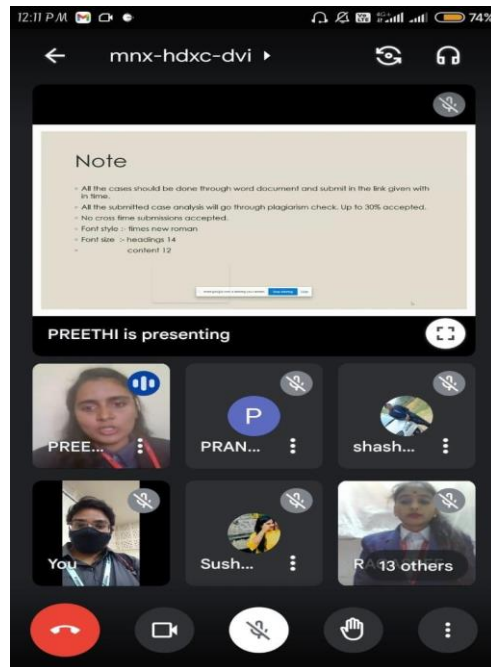 12:11 PM
74%
mnx-hdxc-dvi
Note
All the cases should be done through word document and submit in the link given with
in time.
All the submitted case analysis will go through plagiarism check. Up to 30% accepted.
No cross time submissions accepted.
Font style :- times new roman
Font size :- headings 14
content 12
PREETHI is presenting
PREE...
P
PRAN...
shash...
You
Sush...
13 others